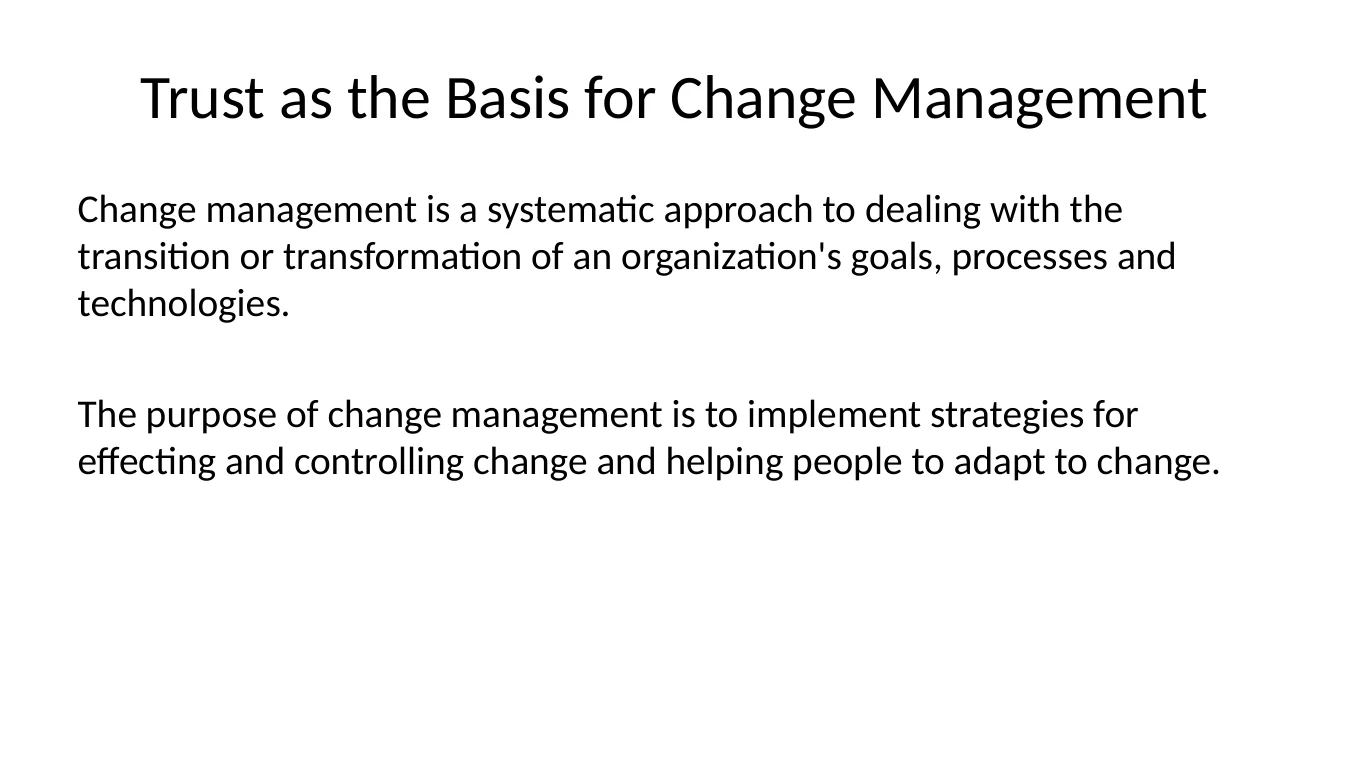 Trust as the Basis for Change Management
Change management is a systematic approach to dealing with the
transition or transformation of an organization's goals, processes and
technologies.
The purpose of change management is to implement strategies for
effecting and controlling change and helping people to adapt to change.